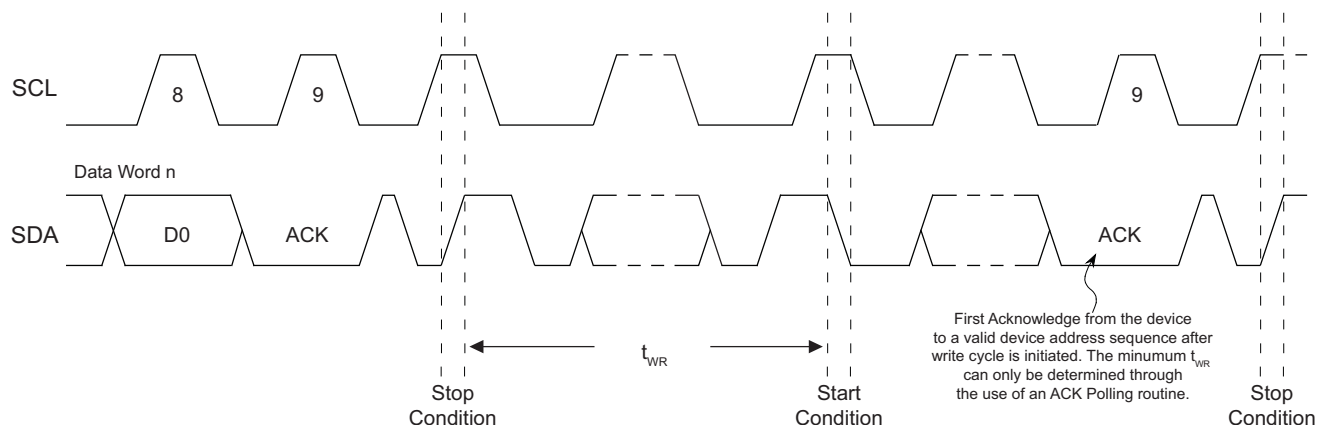 SCL
8
9
9
Data Word n
SDA
D0
ACK
ACK
First Acknowledge from the device
to a valid device address sequence after
write cycle is initiated. The minumum tWR
can only be determined through
the use of an ACK Polling routine.
tWR
Stop
Condition
Start
Condition
Stop
Condition